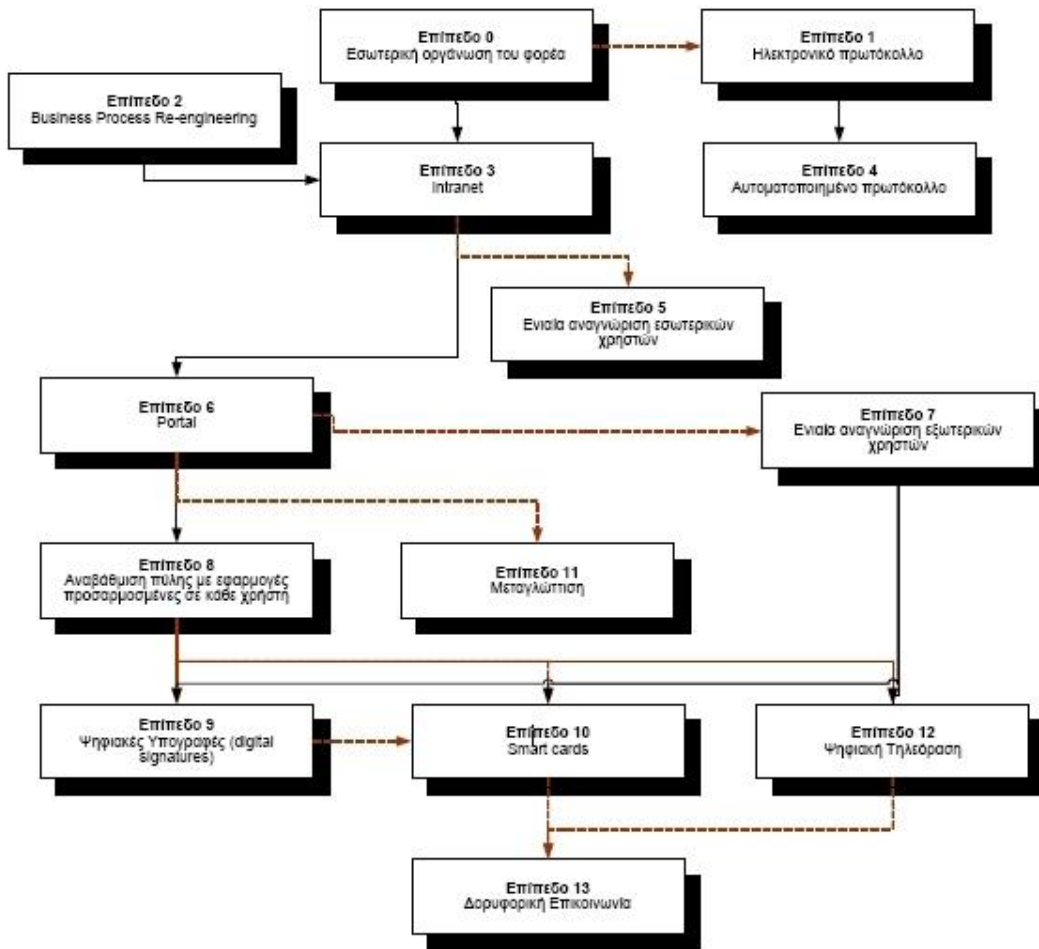 Επίπεδο 0
Εσωτερική οργάνωση του φορέα
Επίπεδο 1
Ηλεκτρονικό πρωτόκολλο
Επίπεδο 2
Business Process Re-engineering
Επίπεδο 3
Intranet
Επίπεδο 4
Αυτοματοποιημένο πρωτόκολλο
Επίπεδο 5
Ενιαία αναγνώριση εσωτερικών
χρηστών
Επίπεδο 6
Portal
Επίπεδο 7
Ενιαία αναγνώριση εξωτερικών
χρηστών
Επίπεδο 8
Αναβάθμιση πύλης με εφαρμογές
προσαρμοσμένες σε κάθε χρήστη
Επίπεδο 11
Μεταγλώττιση
Επίπεδο 9
Ψηφιακές Υπογραφές (digital
signatures)
Επίπεδο 10
Smart cards
Επίπεδο 12
Ψηφιακή Τηλεόραση
Επίπεδο 13
Δορυφορική Επικοινωνία